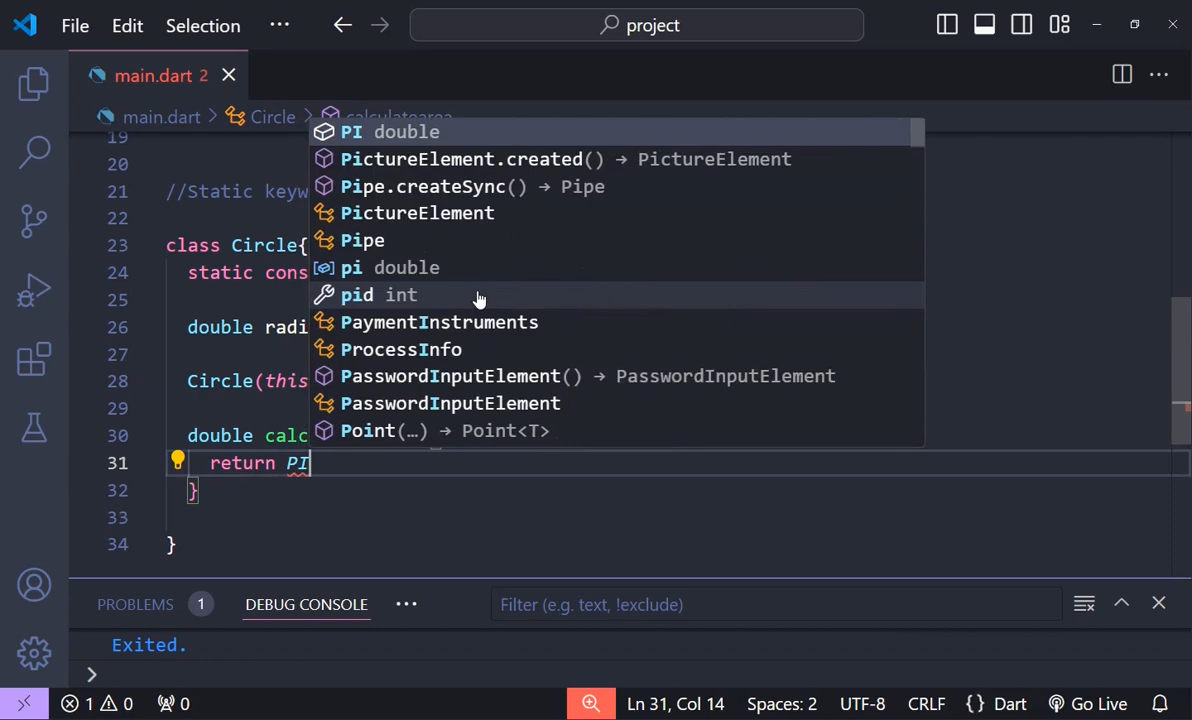 File Edit Selection ··· project
main.dart 2
main.dart > Circle > calculatearea
19
20
21 //Static keyw
22
23 class Circle{
24 static cons
25
26 double radi
27
28 Circle(this
29
30 double calc
31 return PI
32 }
33
34 }
PI double
PictureElement.created() → PictureElement
Pipe.createSync() → Pipe
PictureElement
Pipe
pi double
pid int
PaymentInstruments
ProcessInfo
PasswordInputElement() → PasswordInputElement
PasswordInputElement
Point(…) → Point<T>
PROBLEMS 1 DEBUG CONSOLE ··· Filter (e.g. text, !exclude)
Exited.
>
1 0 0 Ln 31, Col 14 Spaces: 2 UTF-8 CRLF {} Dart Go Live